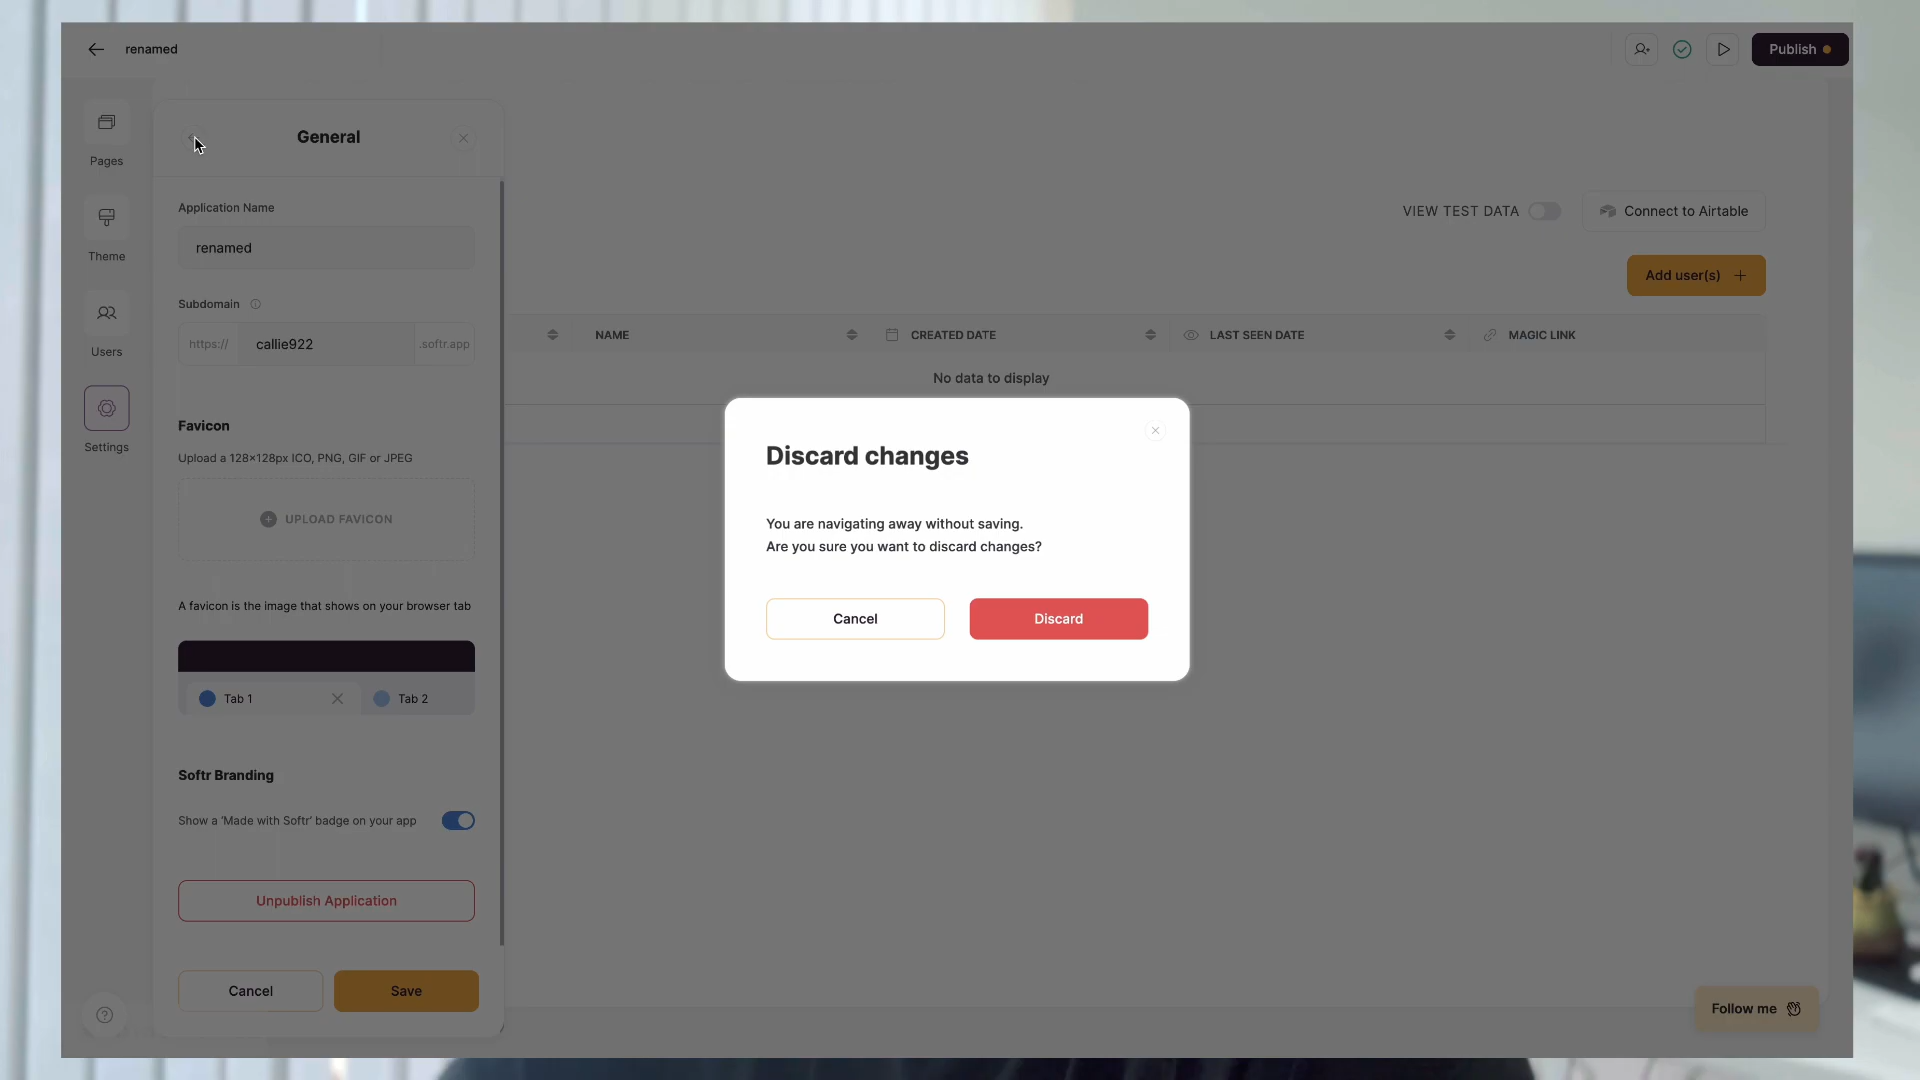 renamed
Publish
Pages
Theme
Users
Settings
General
Application Name
renamed
Subdomain
https://
callie922
.softr.app
Favicon
Upload a 128×128px ICO, PNG, GIF or JPEG
UPLOAD FAVICON
A favicon is the image that shows on your browser tab
Tab 1
Tab 2
Softr Branding
Show a 'Made with Softr' badge on your app
Unpublish Application
Cancel
Save
VIEW TEST DATA
Connect to Airtable
Add user(s)
NAME
CREATED DATE
LAST SEEN DATE
MAGIC LINK
No data to display
Discard changes
You are navigating away without saving.
Are you sure you want to discard changes?
Cancel
Discard
Follow me